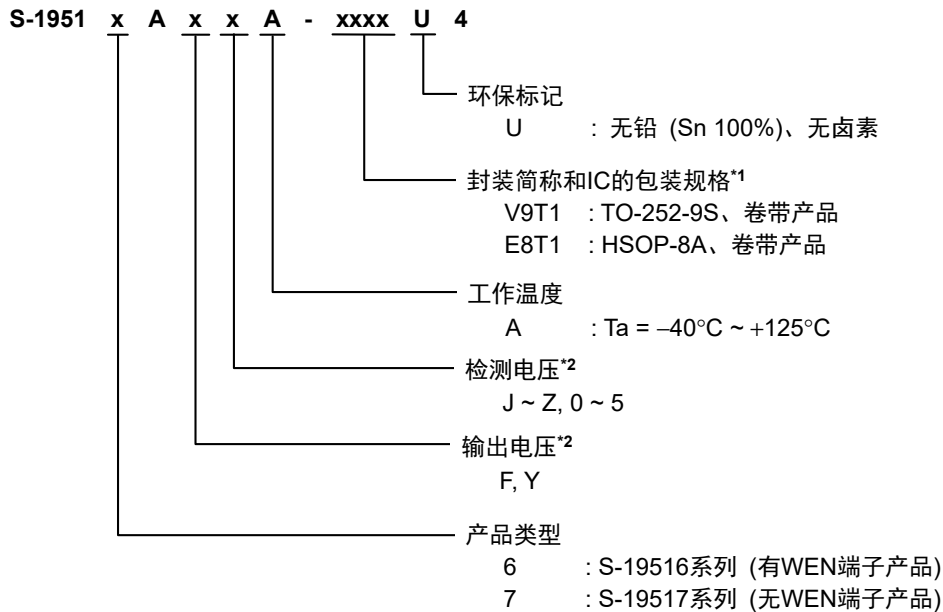 S-1951 x A x x A - xxxx U 4
环保标记
U : 无铅 (Sn 100%)、无卤素
封装简称和IC的包装规格*1
V9T1 : TO-252-9S、卷带产品
E8T1 : HSOP-8A、卷带产品
工作温度
A : Ta = −40°C ~ +125°C
检测电压*2
J ~ Z, 0 ~ 5
输出电压*2
F, Y
产品类型
6 : S-19516系列 (有WEN端子产品)
7 : S-19517系列 (无WEN端子产品)